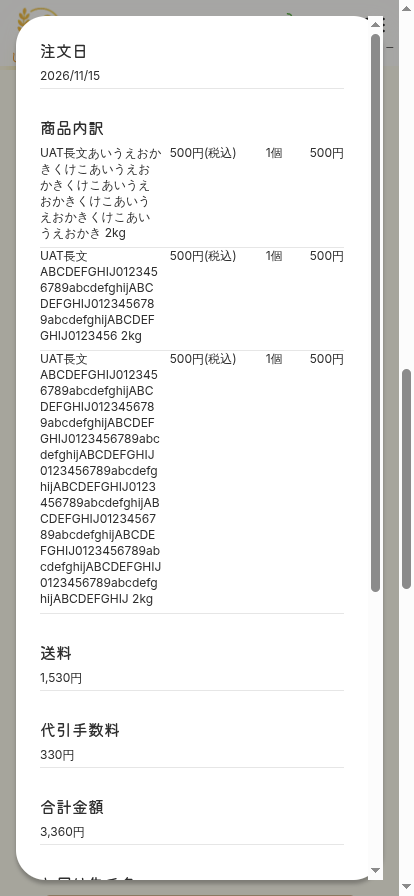 注文日
2026/11/15
商品内訳
UAT長文あいうえおか 500円(税込) 1個 500円
きくけこあいうえお
かきくけこあいうえ
おかきくけこあいう
えおかきくけこあい
うえおかき 2kg
UAT長文 500円(税込) 1個 500円
ABCDEFGHIJ012345
6789abcdefghijABC
DEFGHIJ012345678
9abcdefghijABCDEF
GHIJ0123456 2kg
UAT長文 500円(税込) 1個 500円
ABCDEFGHIJ012345
6789abcdefghijABC
DEFGHIJ012345678
9abcdefghijABCDEF
GHIJ0123456789abc
defghijABCDEFGHIJ
0123456789abcdefg
hijABCDEFGHIJ0123
456789abcdefghijAB
CDEFGHIJ01234567
89abcdefghijABCDE
FGHIJ0123456789ab
cdefghijABCDEFGHIJ
0123456789abcdefg
hijABCDEFGHIJ 2kg
送料
1,530円
代引手数料
330円
合計金額
3,360円